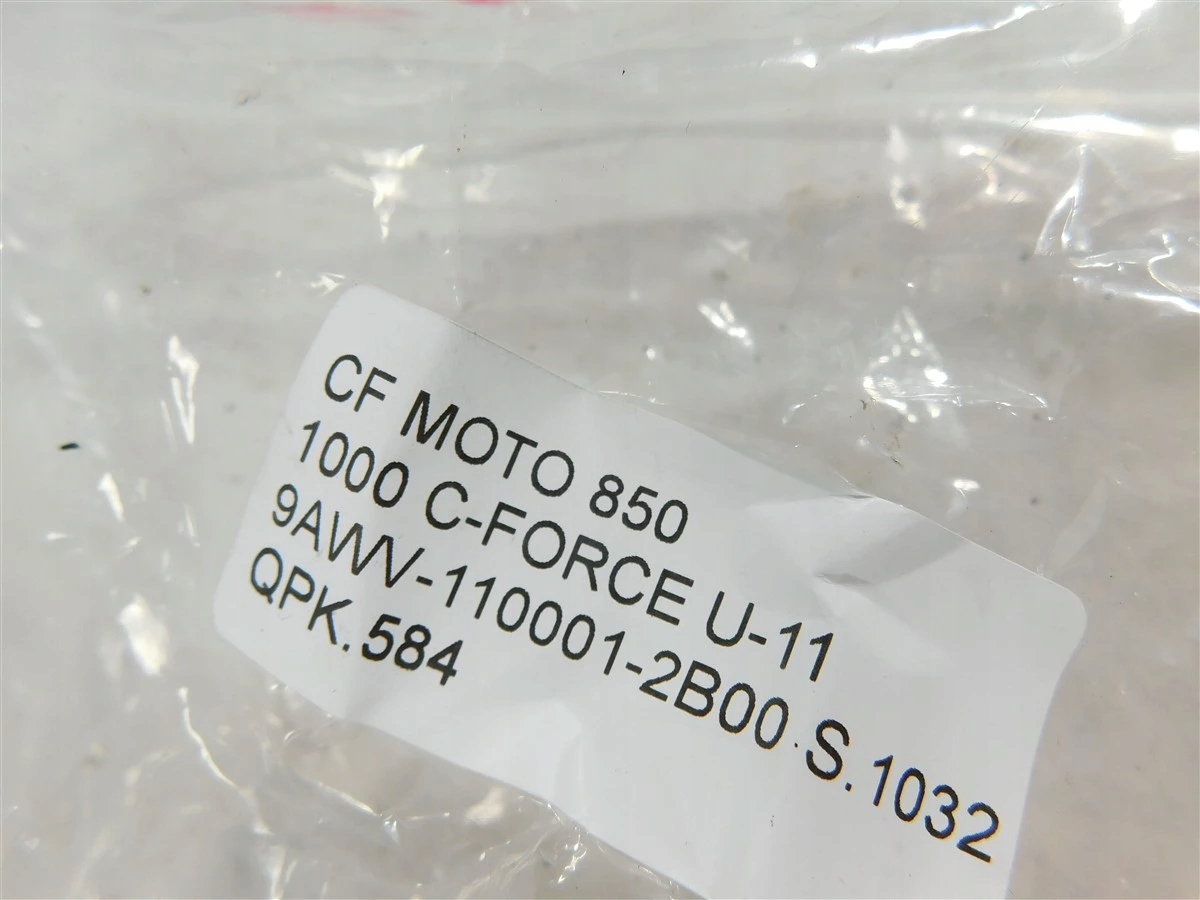 CF MOTO 850
1000 C-FORCE U-11
9AWV-110001-2B00 S.1032
QPK.584